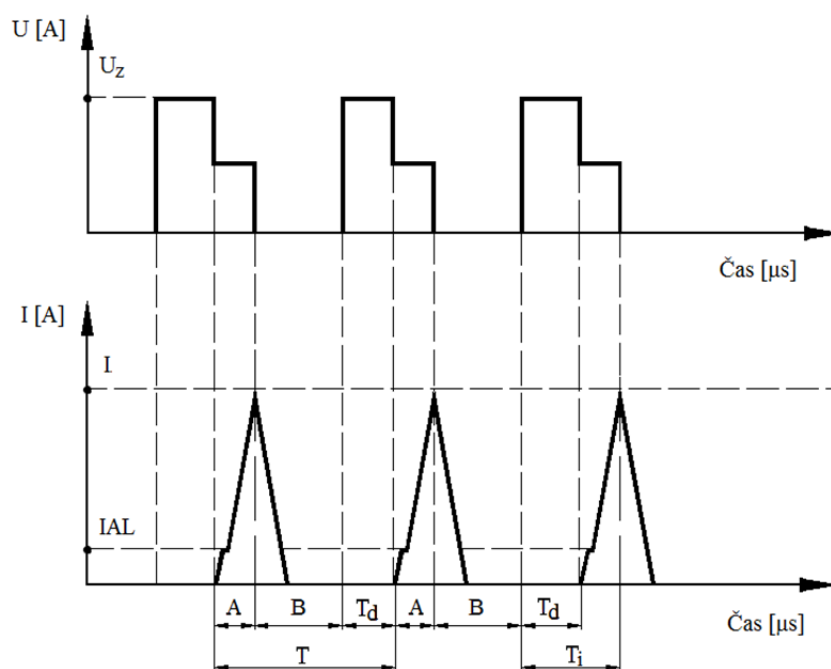 U [A]
U_z
Čas [µs]
I [A]
I
IAL
A B T_d A B T_d
Čas [µs]
T T_i